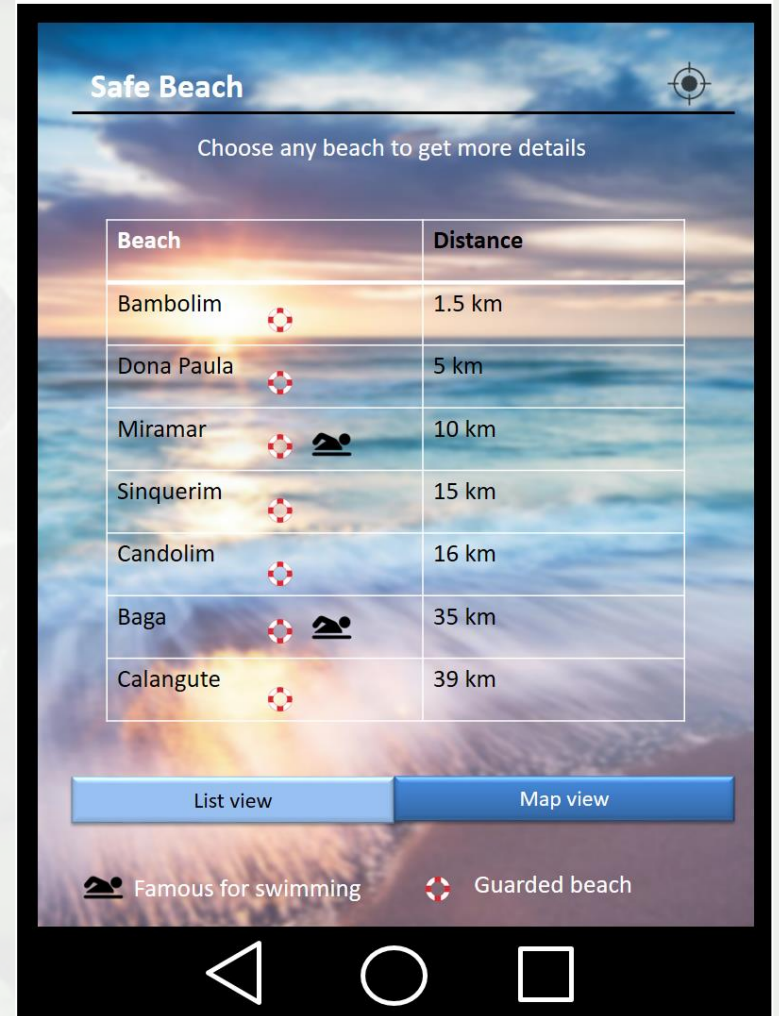 Safe Beach
Choose any beach to get more details
Beach Distance
Bambolim 1.5 km
Dona Paula 5 km
Miramar 10 km
Sinquerim 15 km
Candolim 16 km
Baga 35 km
Calangute 39 km
List view Map view
Famous for swimming Guarded beach